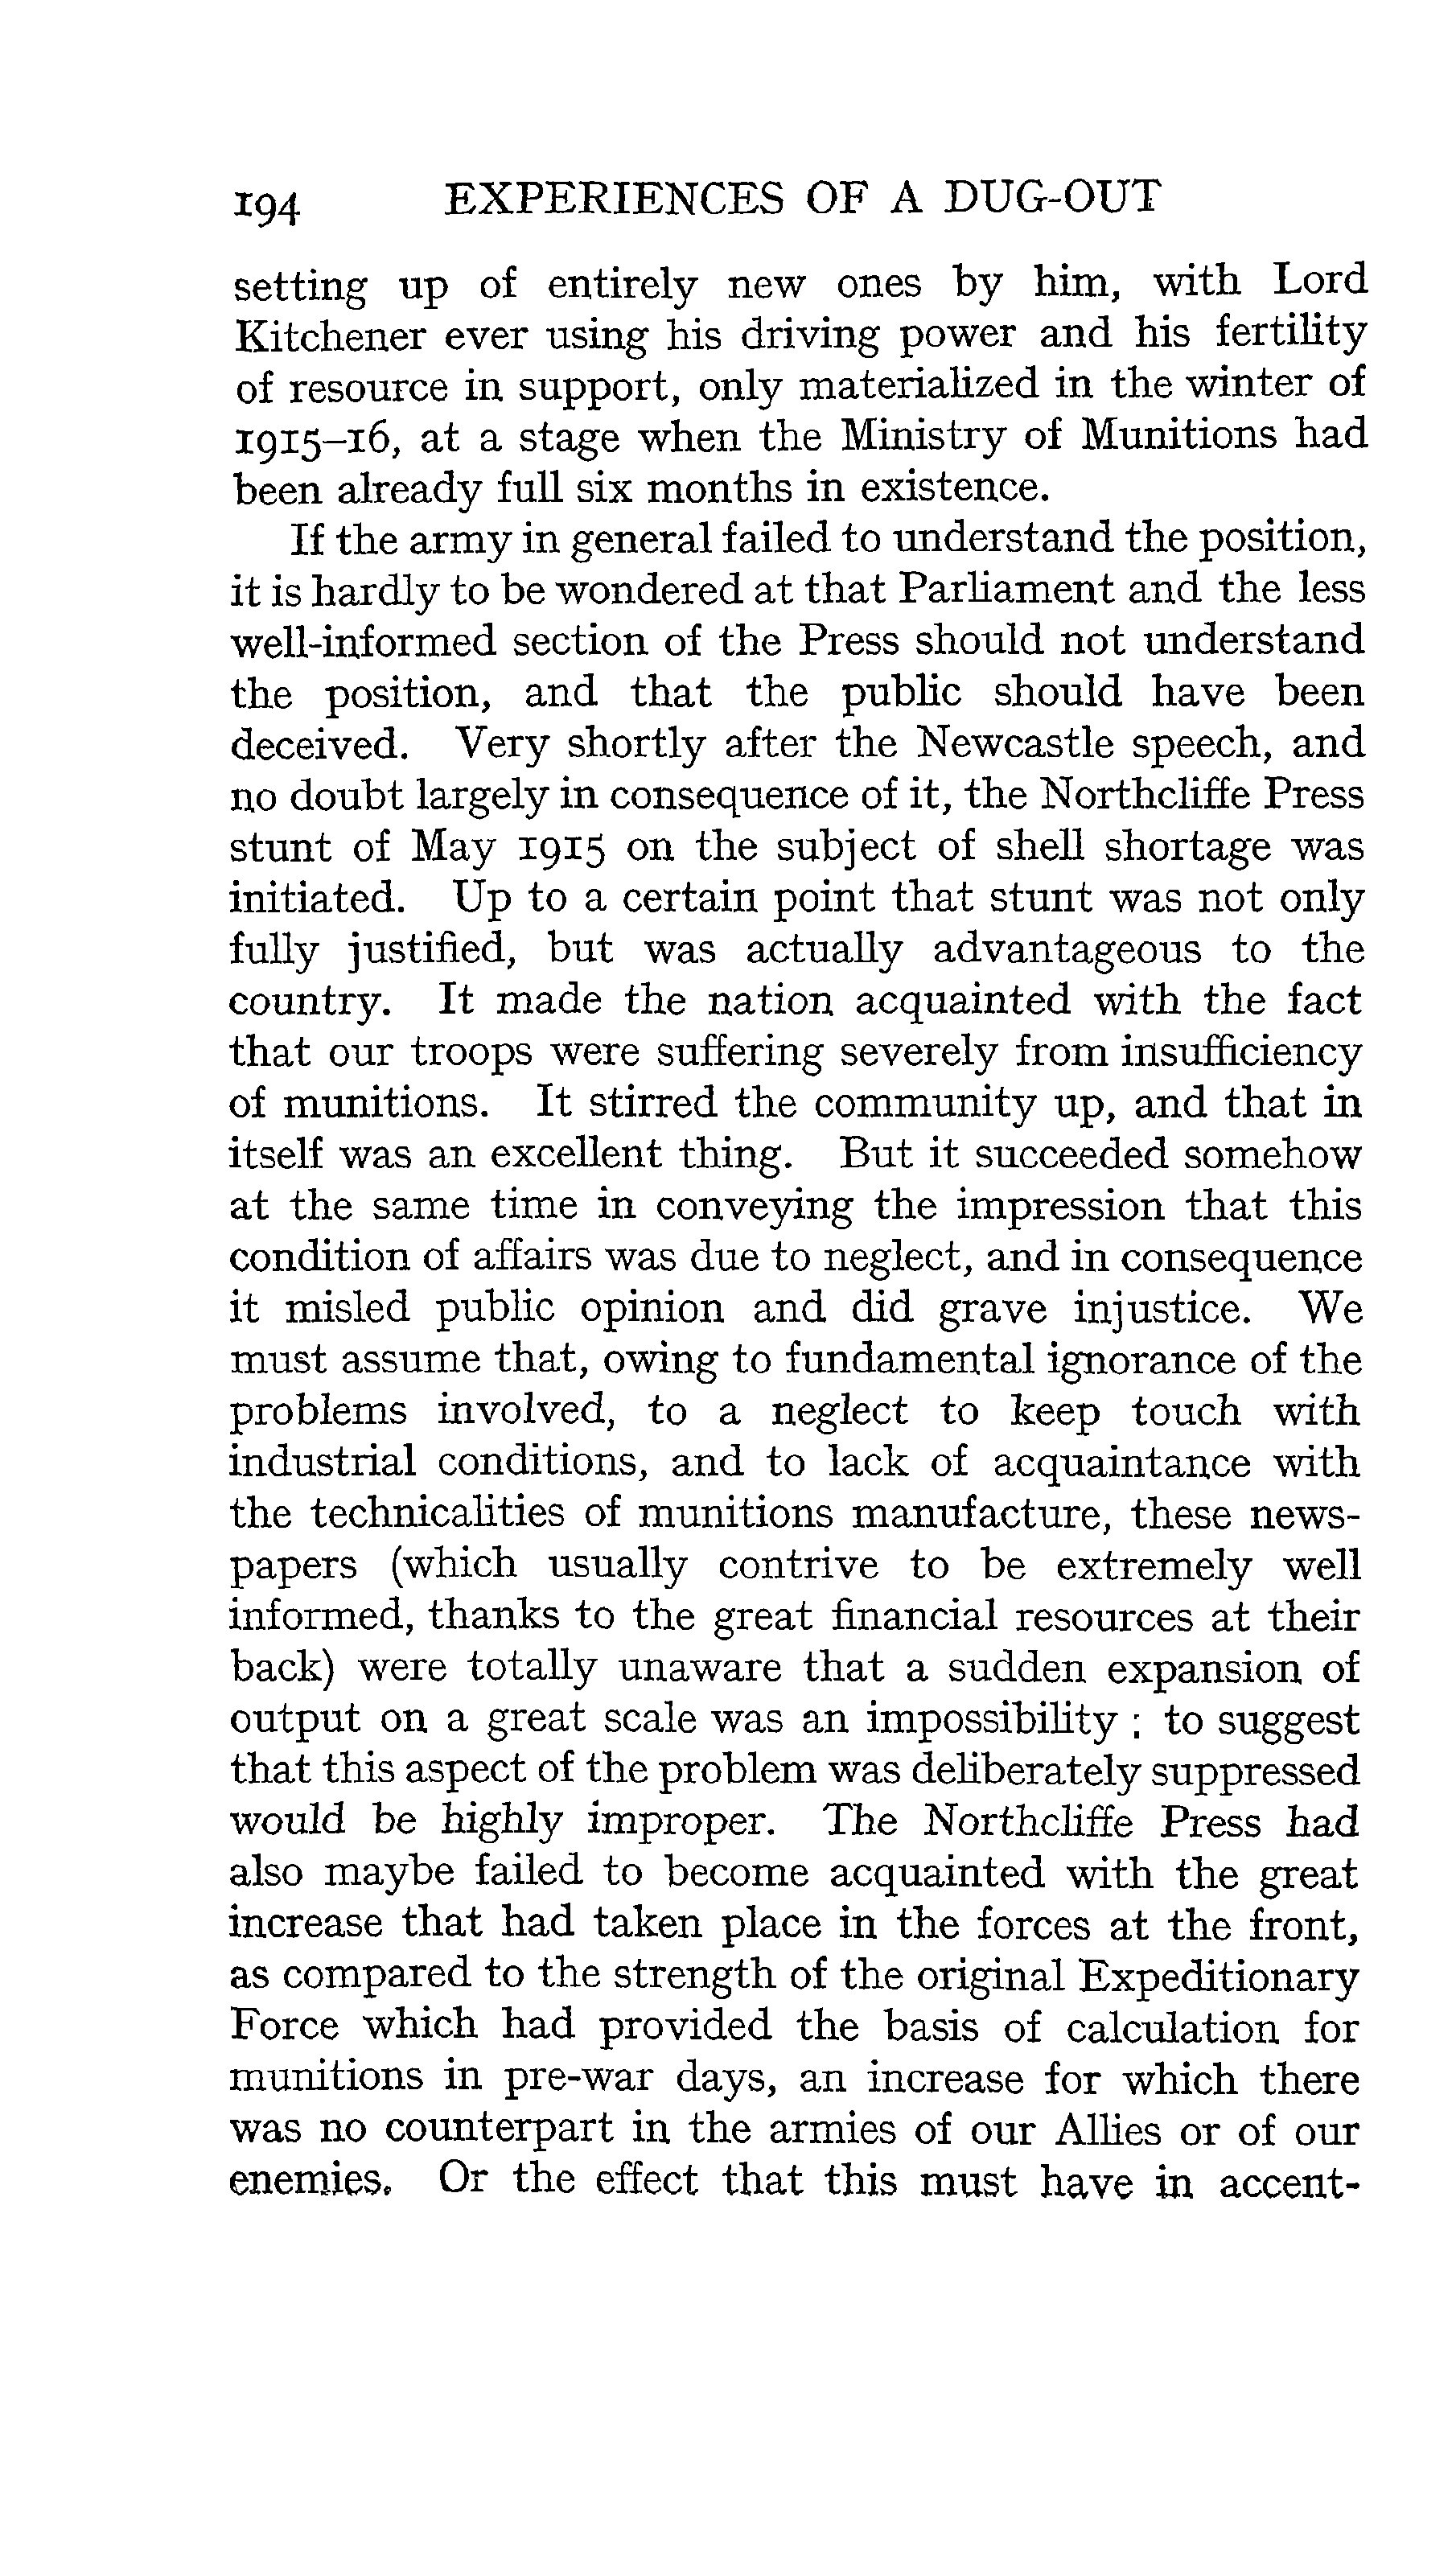 194 EXPERIENCES OF A DUG-OUT
setting up of entirely new ones by him, with Lord
Kitchener ever using his driving power and his fertility
of resource in support, only materialized in the winter of
1915–16, at a stage when the Ministry of Munitions had
been already full six months in existence.
If the army in general failed to understand the position,
it is hardly to be wondered at that Parliament and the less
well-informed section of the Press should not understand
the position, and that the public should have been
deceived. Very shortly after the Newcastle speech, and
no doubt largely in consequence of it, the Northcliffe Press
stunt of May 1915 on the subject of shell shortage was
initiated. Up to a certain point that stunt was not only
fully justified, but was actually advantageous to the
country. It made the nation acquainted with the fact
that our troops were suffering severely from insufficiency
of munitions. It stirred the community up, and that in
itself was an excellent thing. But it succeeded somehow
at the same time in conveying the impression that this
condition of affairs was due to neglect, and in consequence
it misled public opinion and did grave injustice. We
must assume that, owing to fundamental ignorance of the
problems involved, to a neglect to keep touch with
industrial conditions, and to lack of acquaintance with
the technicalities of munitions manufacture, these news-
papers (which usually contrive to be extremely well
informed, thanks to the great financial resources at their
back) were totally unaware that a sudden expansion of
output on a great scale was an impossibility : to suggest
that this aspect of the problem was deliberately suppressed
would be highly improper. The Northcliffe Press had
also maybe failed to become acquainted with the great
increase that had taken place in the forces at the front,
as compared to the strength of the original Expeditionary
Force which had provided the basis of calculation for
munitions in pre-war days, an increase for which there
was no counterpart in the armies of our Allies or of our
enemies. Or the effect that this must have in accent-